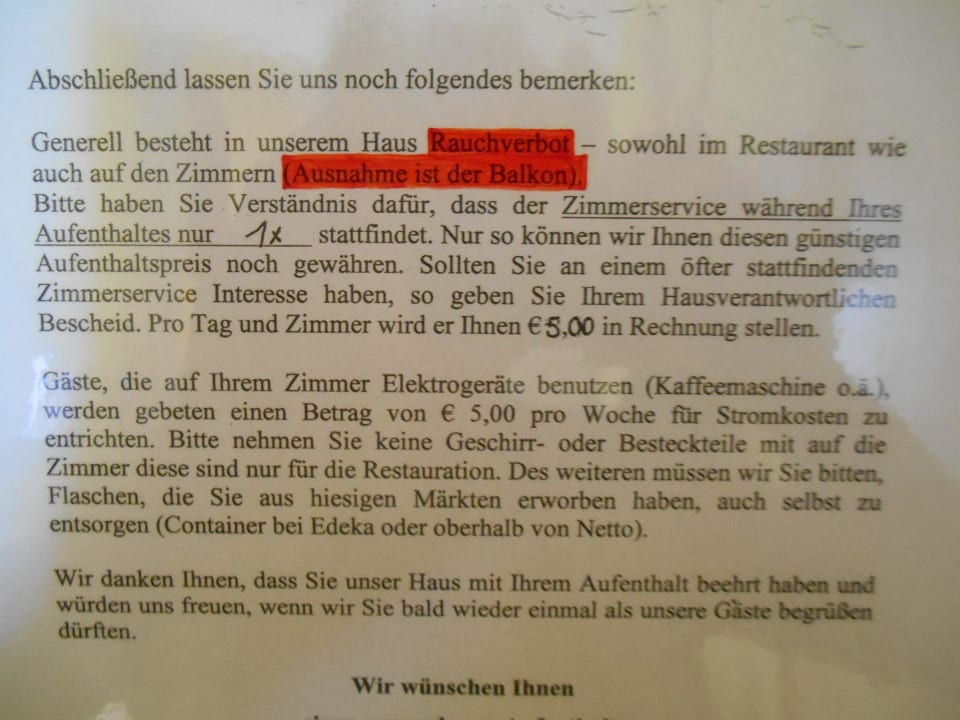 Abschließend lassen Sie uns noch folgendes bemerken:
Generell besteht in unserem Haus Rauchverbot – sowohl im Restaurant wie
auch auf den Zimmern (Ausnahme ist der Balkon).
Bitte haben Sie Verständnis dafür, dass der Zimmerservice während Ihres
Aufenthaltes nur 1x stattfindet. Nur so können wir Ihnen diesen günstigen
Aufenthaltspreis noch gewähren. Sollten Sie an einem öfter stattfindenden
Zimmerservice Interesse haben, so geben Sie Ihrem Hausverantwortlichen
Bescheid. Pro Tag und Zimmer wird er Ihnen € 5,00 in Rechnung stellen.
Gäste, die auf Ihrem Zimmer Elektrogeräte benutzen (Kaffeemaschine o.ä.),
werden gebeten einen Betrag von € 5,00 pro Woche für Stromkosten zu
entrichten. Bitte nehmen Sie keine Geschirr- oder Besteckteile mit auf die
Zimmer diese sind nur für die Restauration. Des weiteren müssen wir Sie bitten,
Flaschen, die Sie aus hiesigen Märkten erworben haben, auch selbst zu
entsorgen (Container bei Edeka oder oberhalb von Netto).
Wir danken Ihnen, dass Sie unser Haus mit Ihrem Aufenthalt beehrt haben und
würden uns freuen, wenn wir Sie bald wieder einmal als unsere Gäste begrüßen
dürften.
Wir wünschen Ihnen